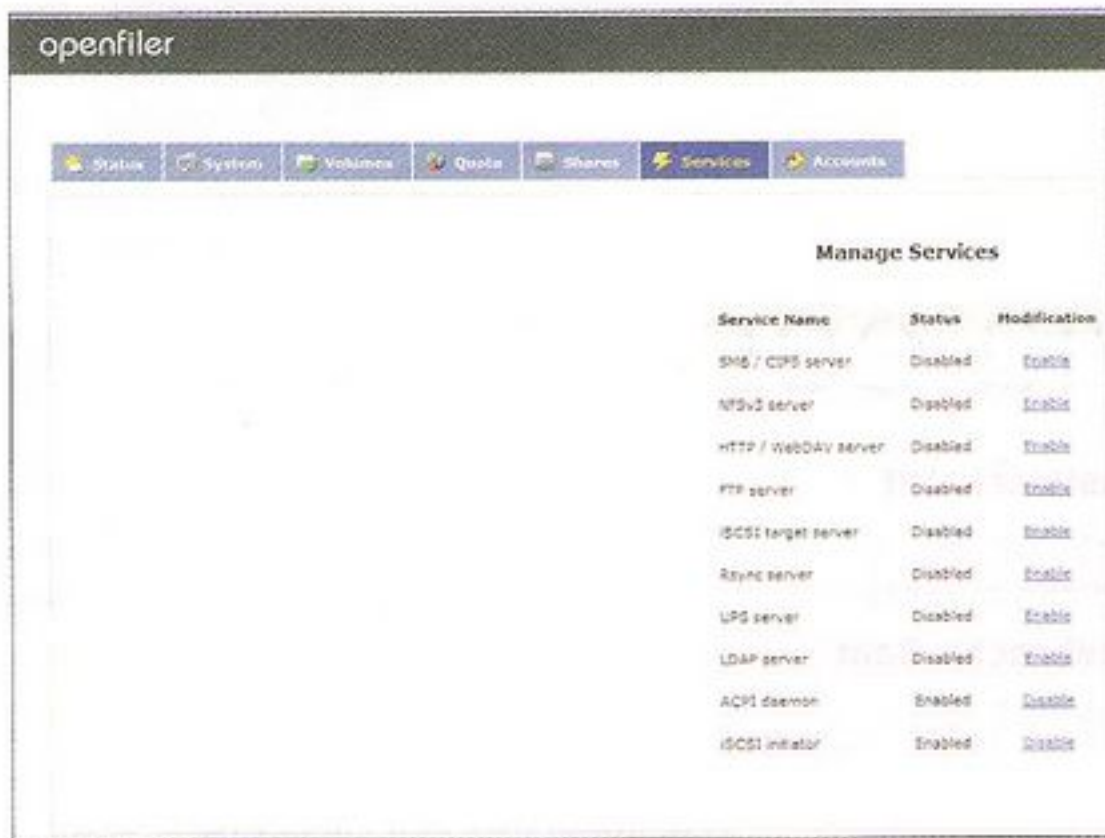 openfiler
Status System Volumes Quota Shares Services Accounts
Manage Services
Service Name Status Modification
SMB / CIFS server Disabled Enable
NFSv3 server Disabled Enable
HTTP / WebDAV server Disabled Enable
FTP server Disabled Enable
iSCSI target server Disabled Enable
Rsync server Disabled Enable
UPS server Disabled Enable
LDAP server Disabled Enable
ACPI daemon Enabled Disable
iSCSI initiator Enabled Disable